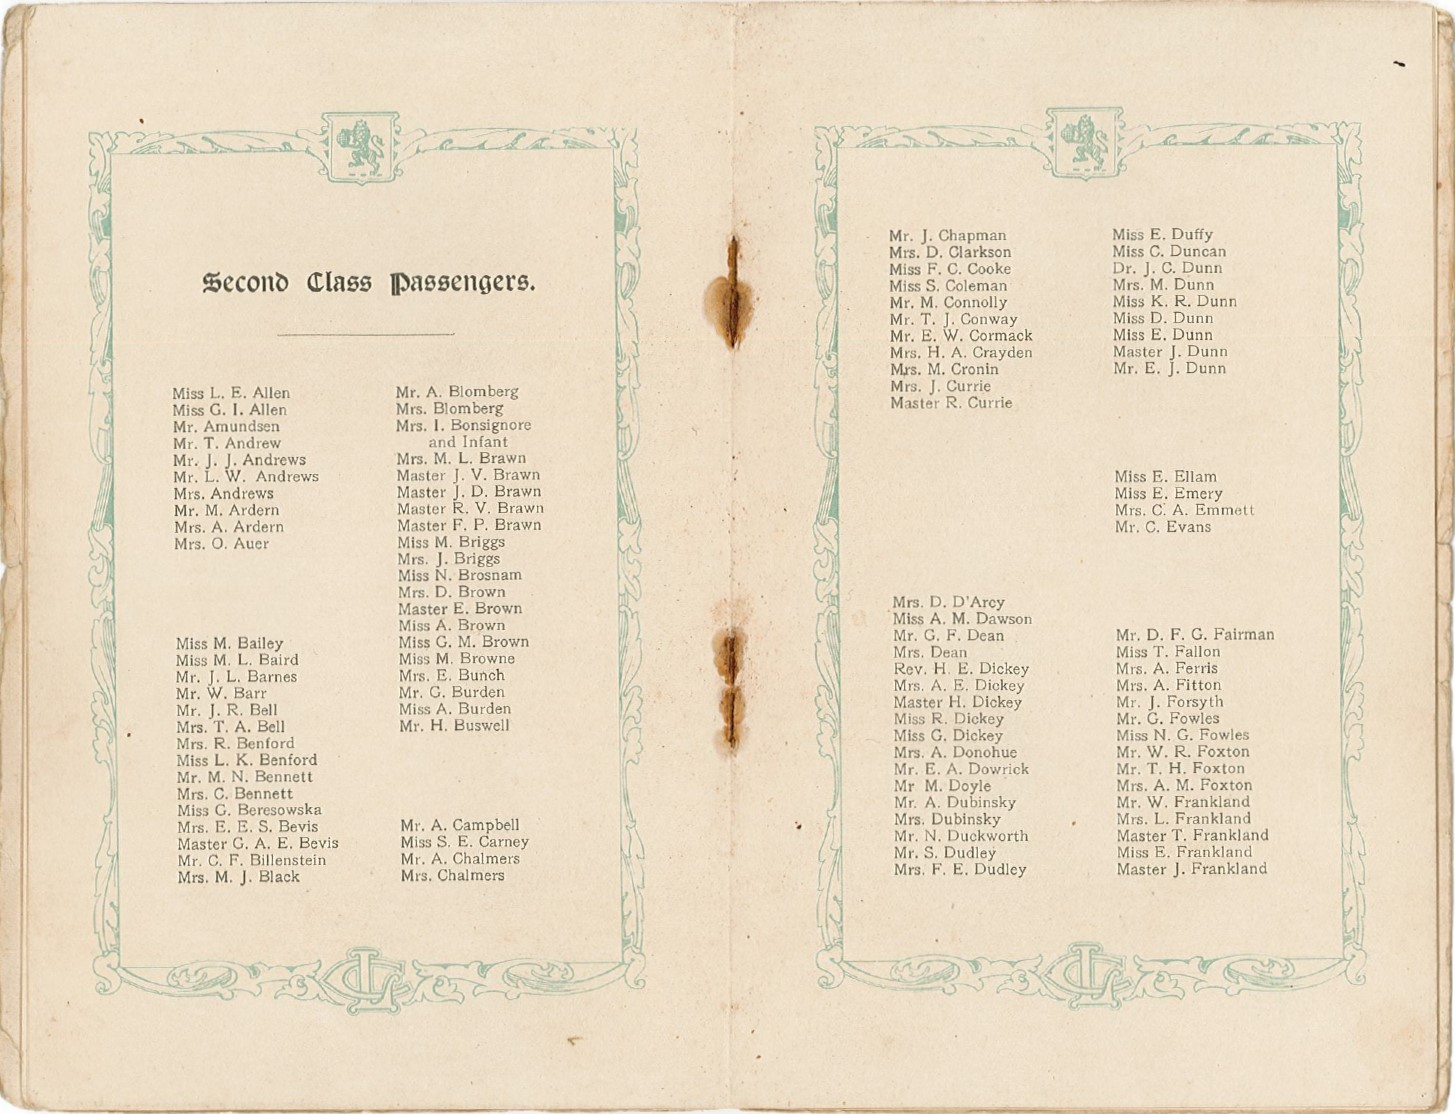 Second Class Passengers.
Miss L. E. Allen
Miss G. I. Allen
Mr. Amundsen
Mr. T. Andrew
Mr. J. J. Andrews
Mr. L. W. Andrews
Mrs. Andrews
Mr. M. Ardern
Mrs. A. Ardern
Mrs. O. Auer
Miss M. Bailey
Miss M. L. Baird
Mr. J. L. Barnes
Mr. W. Barr
Mr. J. R. Bell
Mrs. T. A. Bell
Mrs. R. Benford
Miss L. K. Benford
Mr. M. N. Bennett
Mrs. C. Bennett
Miss G. Beresowska
Mrs. E. E. S. Bevis
Master G. A. E. Bevis
Mr. C. F. Billenstein
Mrs. M. J. Black
Mr. A. Blomberg
Mrs. Blomberg
Mrs. I. Bonsignore
and Infant
Mrs. M. L. Brawn
Master J. V. Brawn
Master J. D. Brawn
Master R. V. Brawn
Master F. P. Brawn
Miss M. Briggs
Mrs. J. Briggs
Miss N. Brosnam
Mrs. D. Brown
Master E. Brown
Miss A. Brown
Miss G. M. Brown
Miss M. Browne
Mrs. E. Bunch
Mr. G. Burden
Miss A. Burden
Mr. H. Buswell
Mr. A. Campbell
Miss S. E. Carney
Mr. A. Chalmers
Mrs. Chalmers
Mr. J. Chapman
Mrs. D. Clarkson
Miss F. C. Cooke
Miss S. Coleman
Mr. M. Connolly
Mr. T. J. Conway
Mr. E. W. Cormack
Mrs. H. A. Crayden
Mrs. M. Cronin
Mrs. J. Currie
Master R. Currie
Mrs. D. D'Arcy
Miss A. M. Dawson
Mr. G. F. Dean
Mrs. Dean
Rev. H. E. Dickey
Mrs. A. E. Dickey
Master H. Dickey
Miss R. Dickey
Miss G. Dickey
Mrs. A. Donohue
Mr. E. A. Dowrick
Mr M. Doyle
Mr. A. Dubinsky
Mrs. Dubinsky
Mr. N. Duckworth
Mr. S. Dudley
Mrs. F. E. Dudley
Miss E. Duffy
Miss C. Duncan
Dr. J. C. Dunn
Mrs. M. Dunn
Miss K. R. Dunn
Miss D. Dunn
Miss E. Dunn
Master J. Dunn
Mr. E. J. Dunn
Miss E. Ellam
Miss E. Emery
Mrs. C. A. Emmett
Mr. C. Evans
Mr. D. F. G. Fairman
Miss T. Fallon
Mrs. A. Ferris
Mrs. A. Fitton
Mr. J. Forsyth
Mr. G. Fowles
Miss N. G. Fowles
Mr. W. R. Foxton
Mr. T. H. Foxton
Mrs. A. M. Foxton
Mr. W. Frankland
Mrs. L. Frankland
Master T. Frankland
Miss E. Frankland
Master J. Frankland